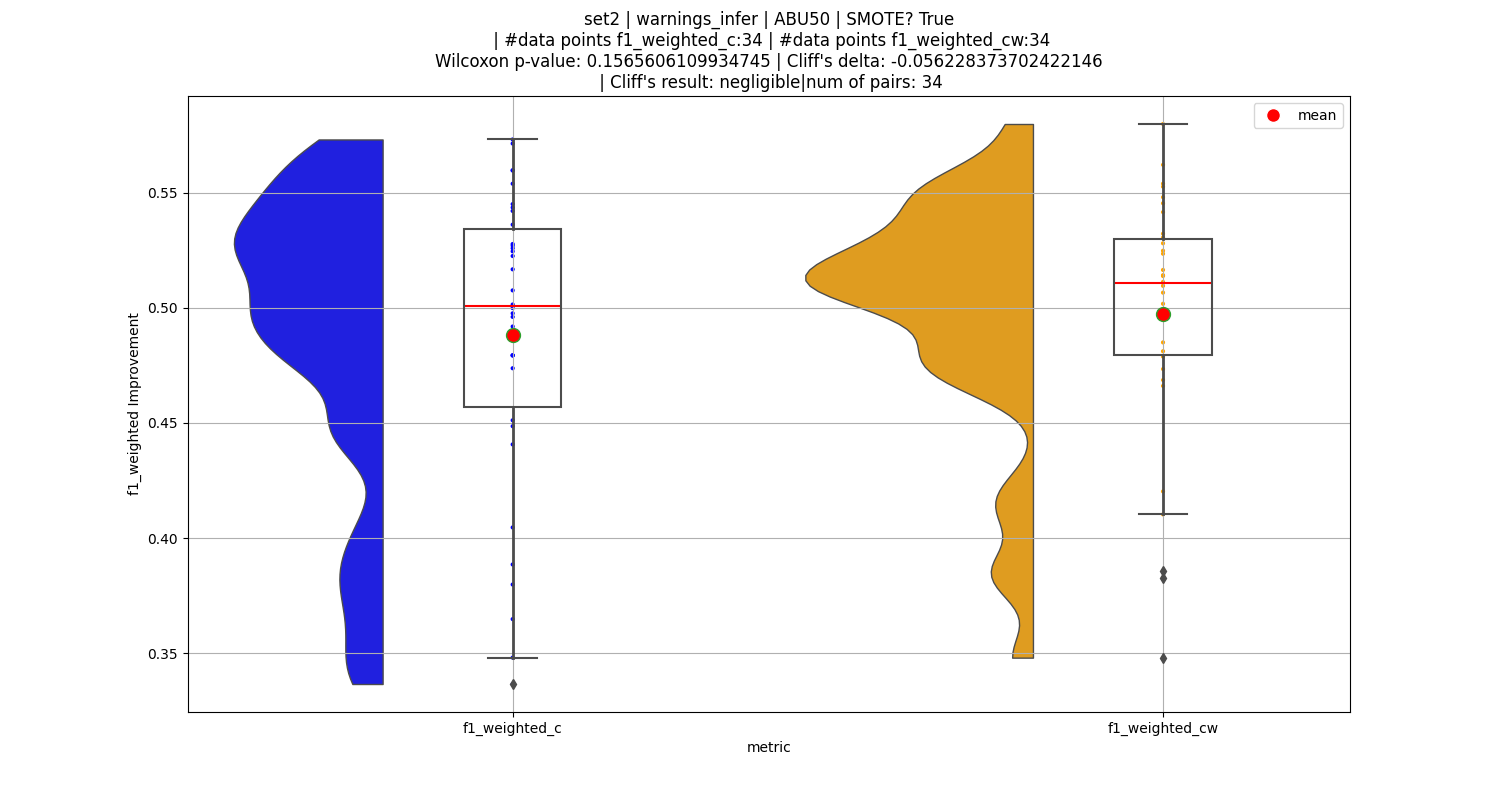 set2 | warnings_infer | ABU50 | SMOTE? True
| #data points f1_weighted_c:34 | #data points f1_weighted_cw:34
Wilcoxon p-value: 0.1565606109934745 | Cliff's delta: -0.056228373702422146
| Cliff's result: negligible|num of pairs: 34
mean
0.55
0.50
0.45
0.40
0.35
f1_weighted Improvement
f1_weighted_c
f1_weighted_cw
metric